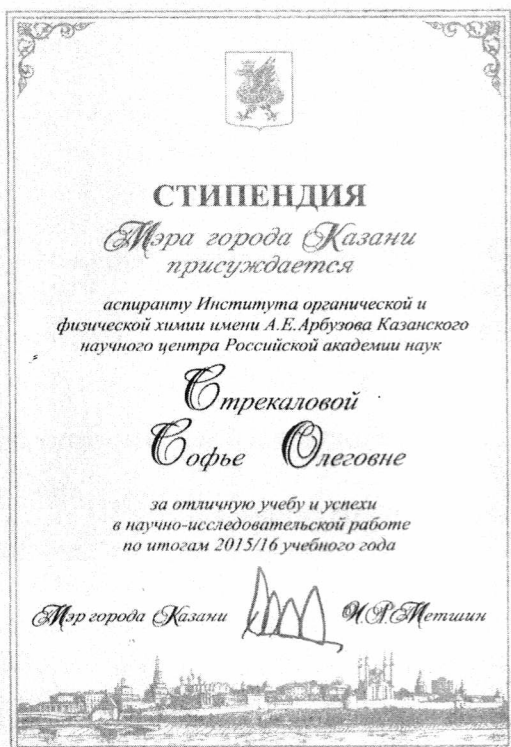 СТИПЕНДИЯ
Мэра города Казани
присуждается
аспиранту Института органической и
физической химии имени А.Е.Арбузова Казанского
научного центра Российской академии наук
Стрекаловой
Софье Олеговне
за отличную учебу и успехи
в научно-исследовательской работе
по итогам 2015/16 учебного года
Мэр города Казани И.Р.Метшин